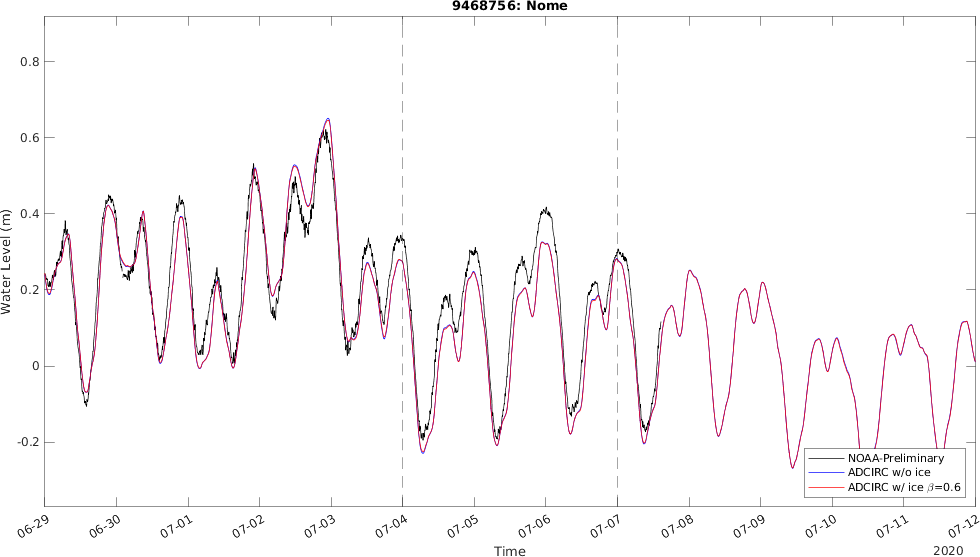 9468756: Nome
Water Level (m)
0.8
0.6
0.4
0.2
0
-0.2
NOAA-Preliminary
ADCIRC w/o ice
ADCIRC w/ ice β=0.6
06-29 06-30 07-01 07-02 07-03 07-04 07-05 07-06 07-07 07-08 07-09 07-10 07-11 07-12
Time
2020